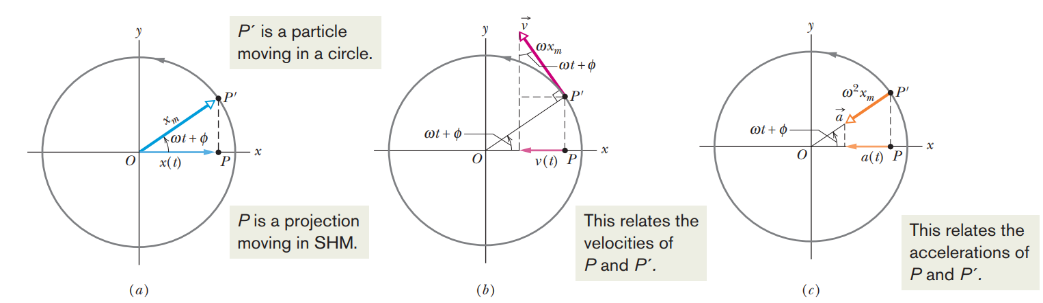 y
P′ is a particle
moving in a circle.
P′
x_m
ωt + ϕ
O
x(t)
P
x
P is a projection
moving in SHM.
(a)
y
v⃗
ωx_m
ωt + ϕ
P′
ωt + ϕ
O
v(t)
P
x
This relates the
velocities of
P and P′.
(b)
y
ω²x_m
P′
a⃗
ωt + ϕ
O
a(t)
P
x
This relates the
accelerations of
P and P′.
(c)